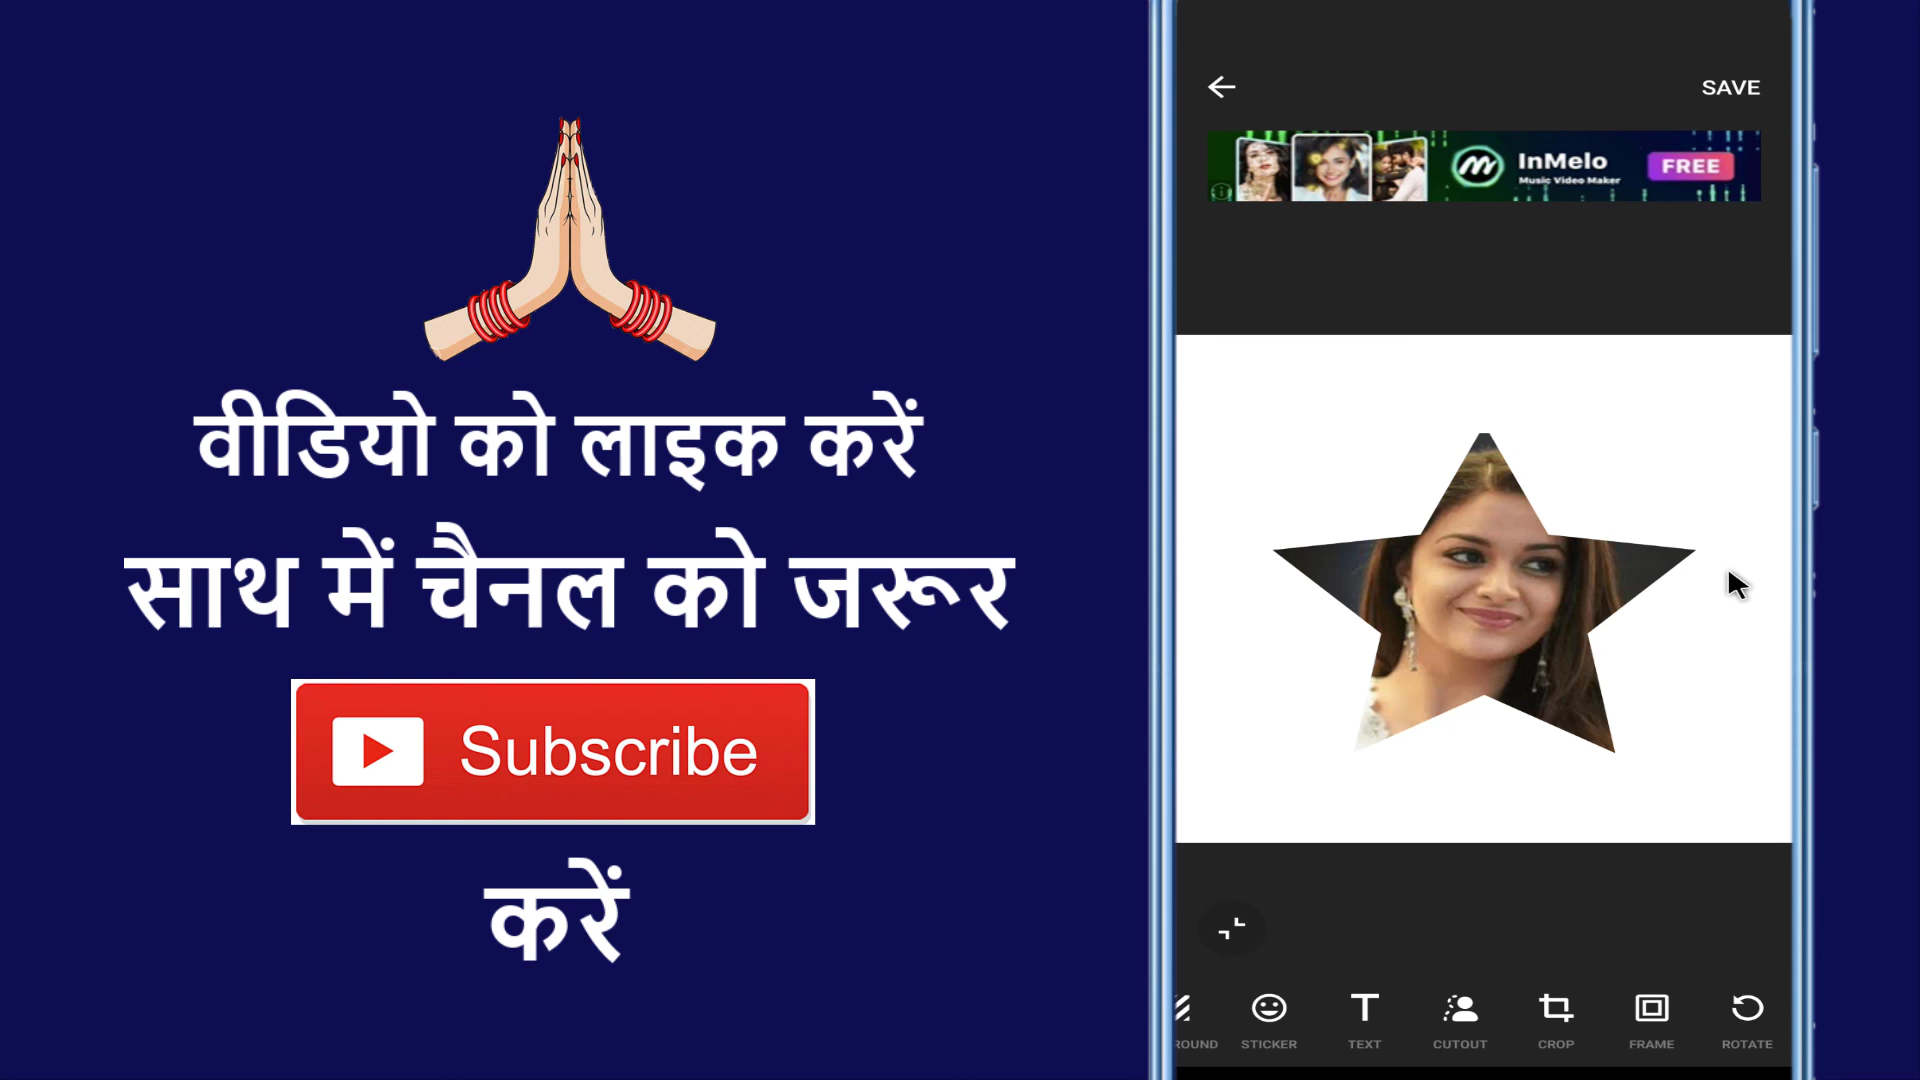 वीडियो को लाइक करें
साथ में चैनल को जरूर
Subscribe
करें
SAVE
InMelo
Music Video Maker
FREE
ROUND
STICKER
TEXT
CUTOUT
CROP
FRAME
ROTATE